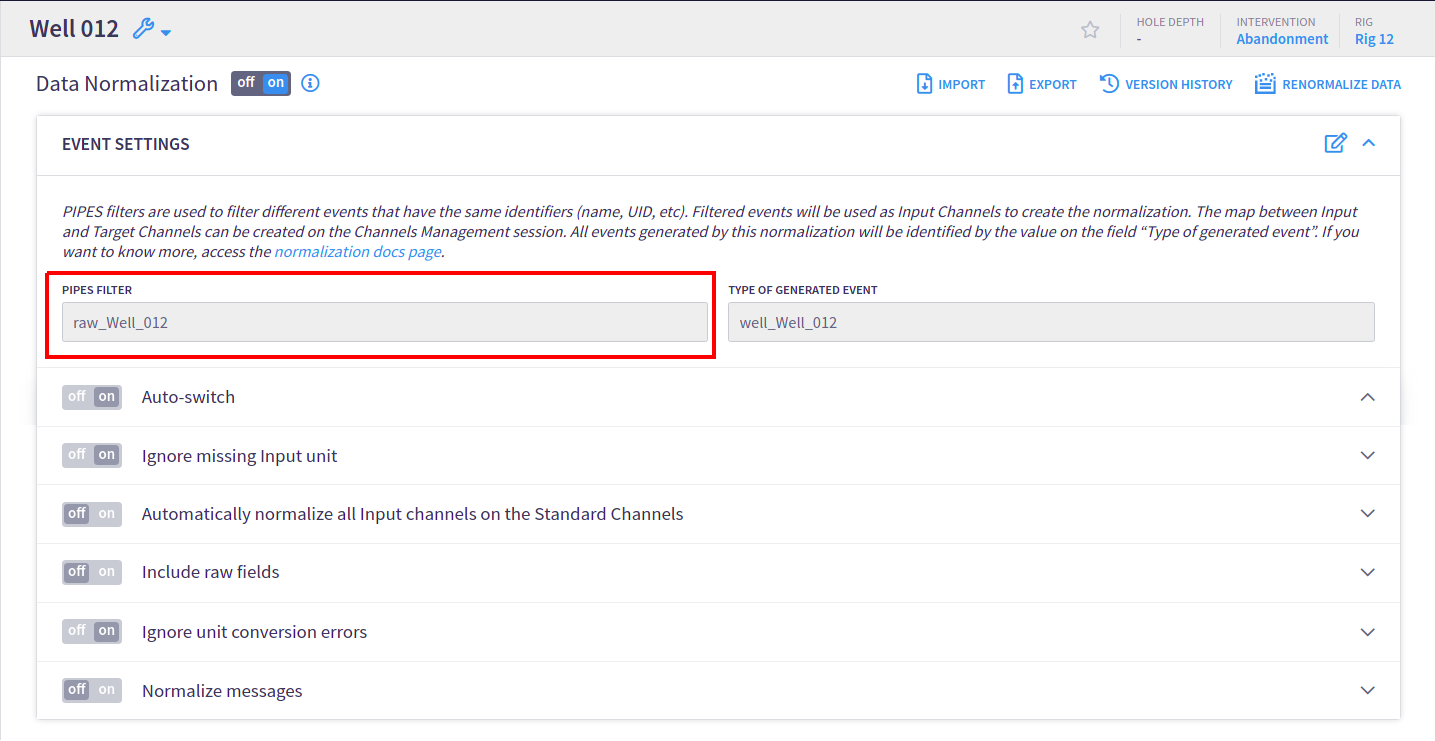 Well 012
HOLE DEPTH
-
INTERVENTION
Abandonment
RIG
Rig 12
Data Normalization
off on
IMPORT
EXPORT
VERSION HISTORY
RENORMALIZE DATA
EVENT SETTINGS
PIPES filters are used to filter different events that have the same identifiers (name, UID, etc). Filtered events will be used as Input Channels to create the normalization. The map between Input
and Target Channels can be created on the Channels Management session. All events generated by this normalization will be identified by the value on the field “Type of generated event”. If you
want to know more, access the normalization docs page.
PIPES FILTER
raw_Well_012
TYPE OF GENERATED EVENT
well_Well_012
off on Auto-switch
off on Ignore missing Input unit
off on Automatically normalize all Input channels on the Standard Channels
off on Include raw fields
off on Ignore unit conversion errors
off on Normalize messages